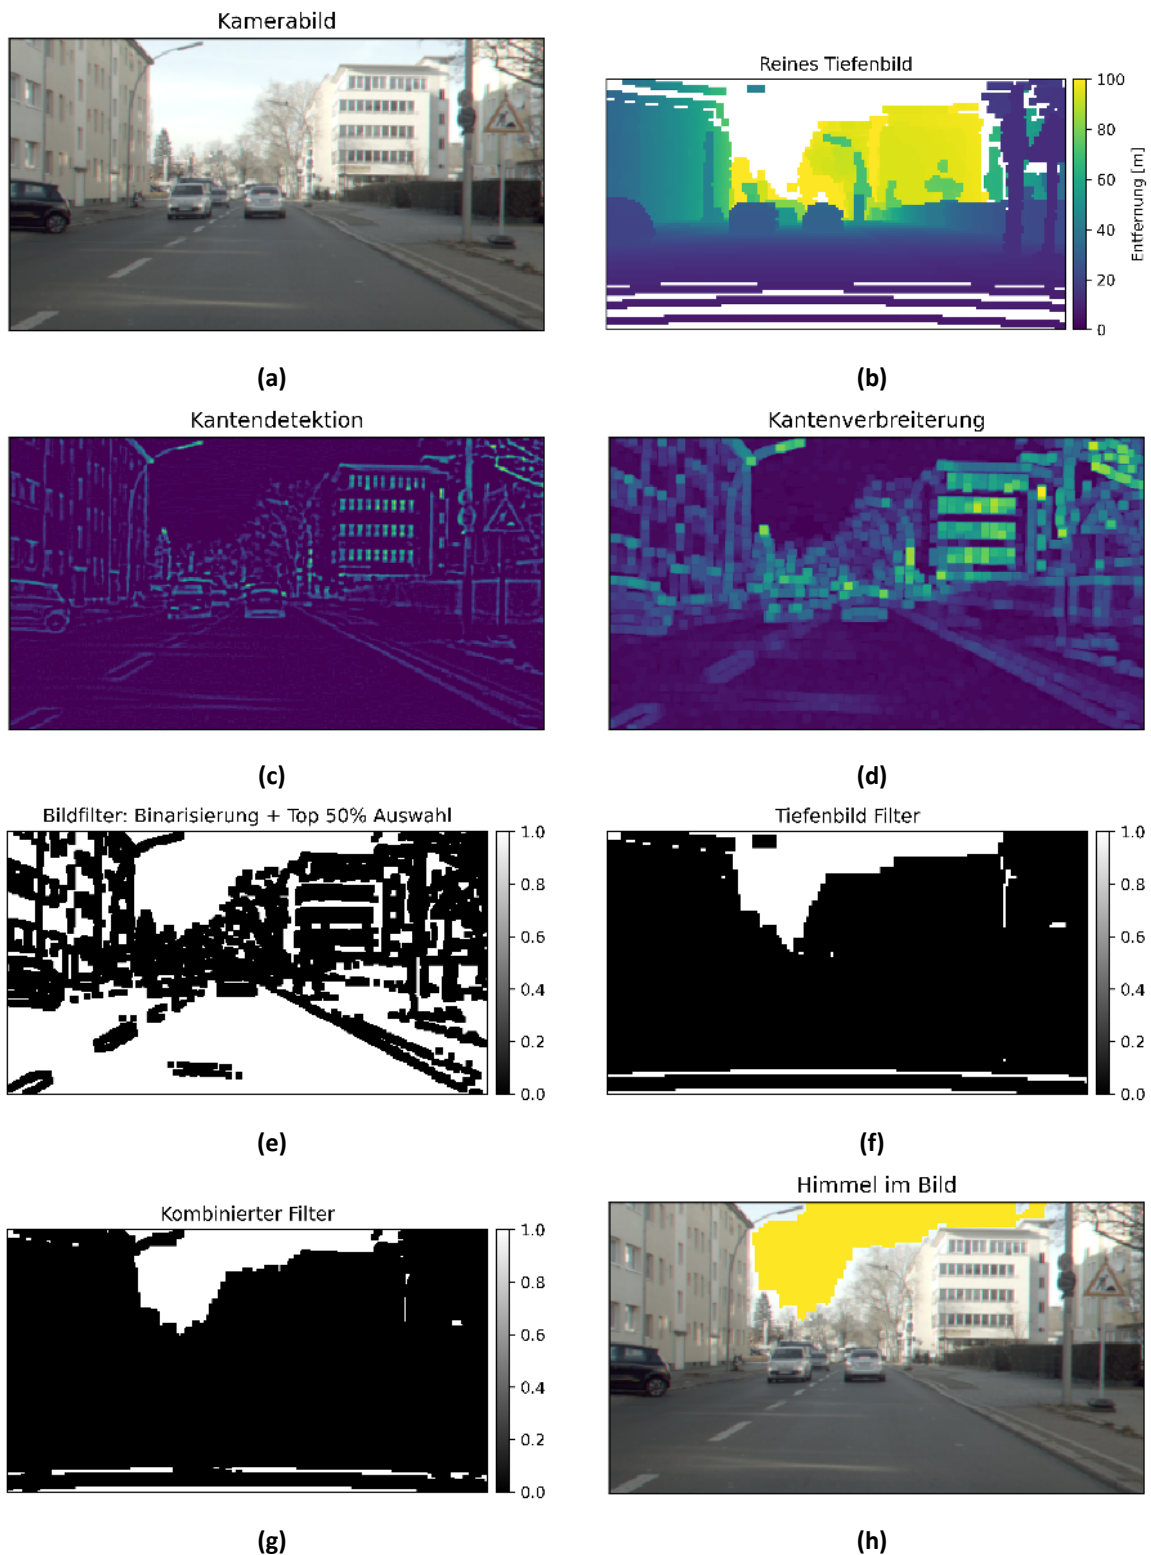 Kamerabild
Reines Tiefenbild
100
80
60
40
20
0
Entfernung [m]
(a)
(b)
Kantendetektion
Kantenverbreiterung
(c)
(d)
Bildfilter: Binarisierung + Top 50% Auswahl
Tiefenbild Filter
1.0
0.8
0.6
0.4
0.2
0.0
1.0
0.8
0.6
0.4
0.2
0.0
(e)
(f)
Kombinierter Filter
Himmel im Bild
1.0
0.8
0.6
0.4
0.2
0.0
(g)
(h)